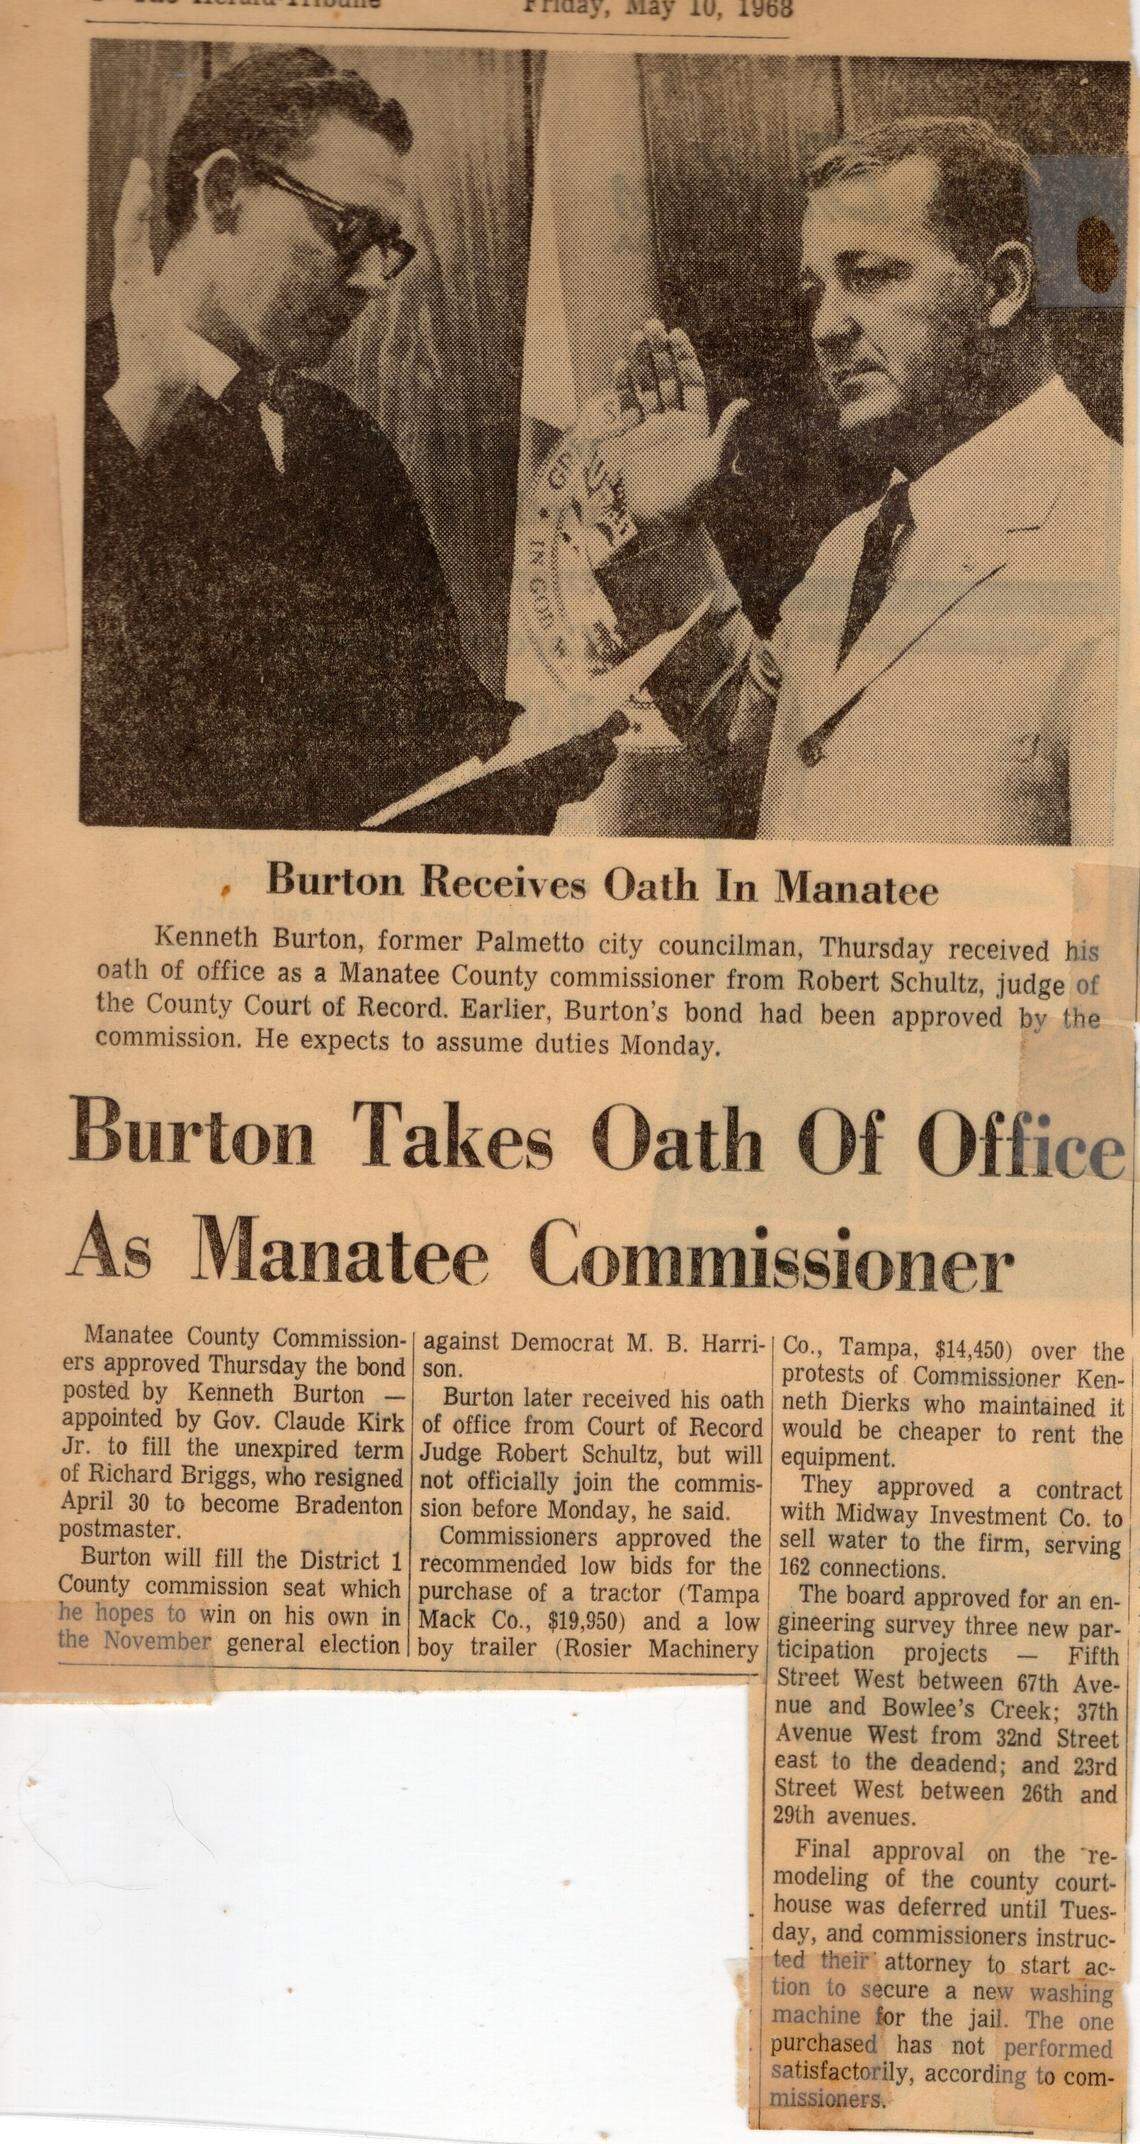 The Herald-Tribune
Friday, May 10, 1968
IN GOD
Burton Receives Oath In Manatee
Kenneth Burton, former Palmetto city councilman, Thursday received his
oath of office as a Manatee County commissioner from Robert Schultz, judge of
the County Court of Record. Earlier, Burton's bond had been approved by the
commission. He expects to assume duties Monday.
Burton Takes Oath Of Office
As Manatee Commissioner
Manatee County Commission-
ers approved Thursday the bond
posted by Kenneth Burton —
appointed by Gov. Claude Kirk
Jr. to fill the unexpired term
of Richard Briggs, who resigned
April 30 to become Bradenton
postmaster.
Burton will fill the District 1
County commission seat which
he hopes to win on his own in
the November general election
against Democrat M. B. Harri-
son.
Burton later received his oath
of office from Court of Record
Judge Robert Schultz, but will
not officially join the commis-
sion before Monday, he said.
Commissioners approved the
recommended low bids for the
purchase of a tractor (Tampa
Mack Co., $19,950) and a low
boy trailer (Rosier Machinery
Co., Tampa, $14,450) over the
protests of Commissioner Ken-
neth Dierks who maintained it
would be cheaper to rent the
equipment.
They approved a contract
with Midway Investment Co. to
sell water to the firm, serving
162 connections.
The board approved for an en-
gineering survey three new par-
ticipation projects — Fifth
Street West between 67th Ave-
nue and Bowlee's Creek; 37th
Avenue West from 32nd Street
east to the deadend; and 23rd
Street West between 26th and
29th avenues.
Final approval on the re-
modeling of the county court-
house was deferred until Tues-
day, and commissioners instruc-
ted their attorney to start ac-
tion to secure a new washing
machine for the jail. The one
purchased has not performed
satisfactorily, according to com-
missioners.